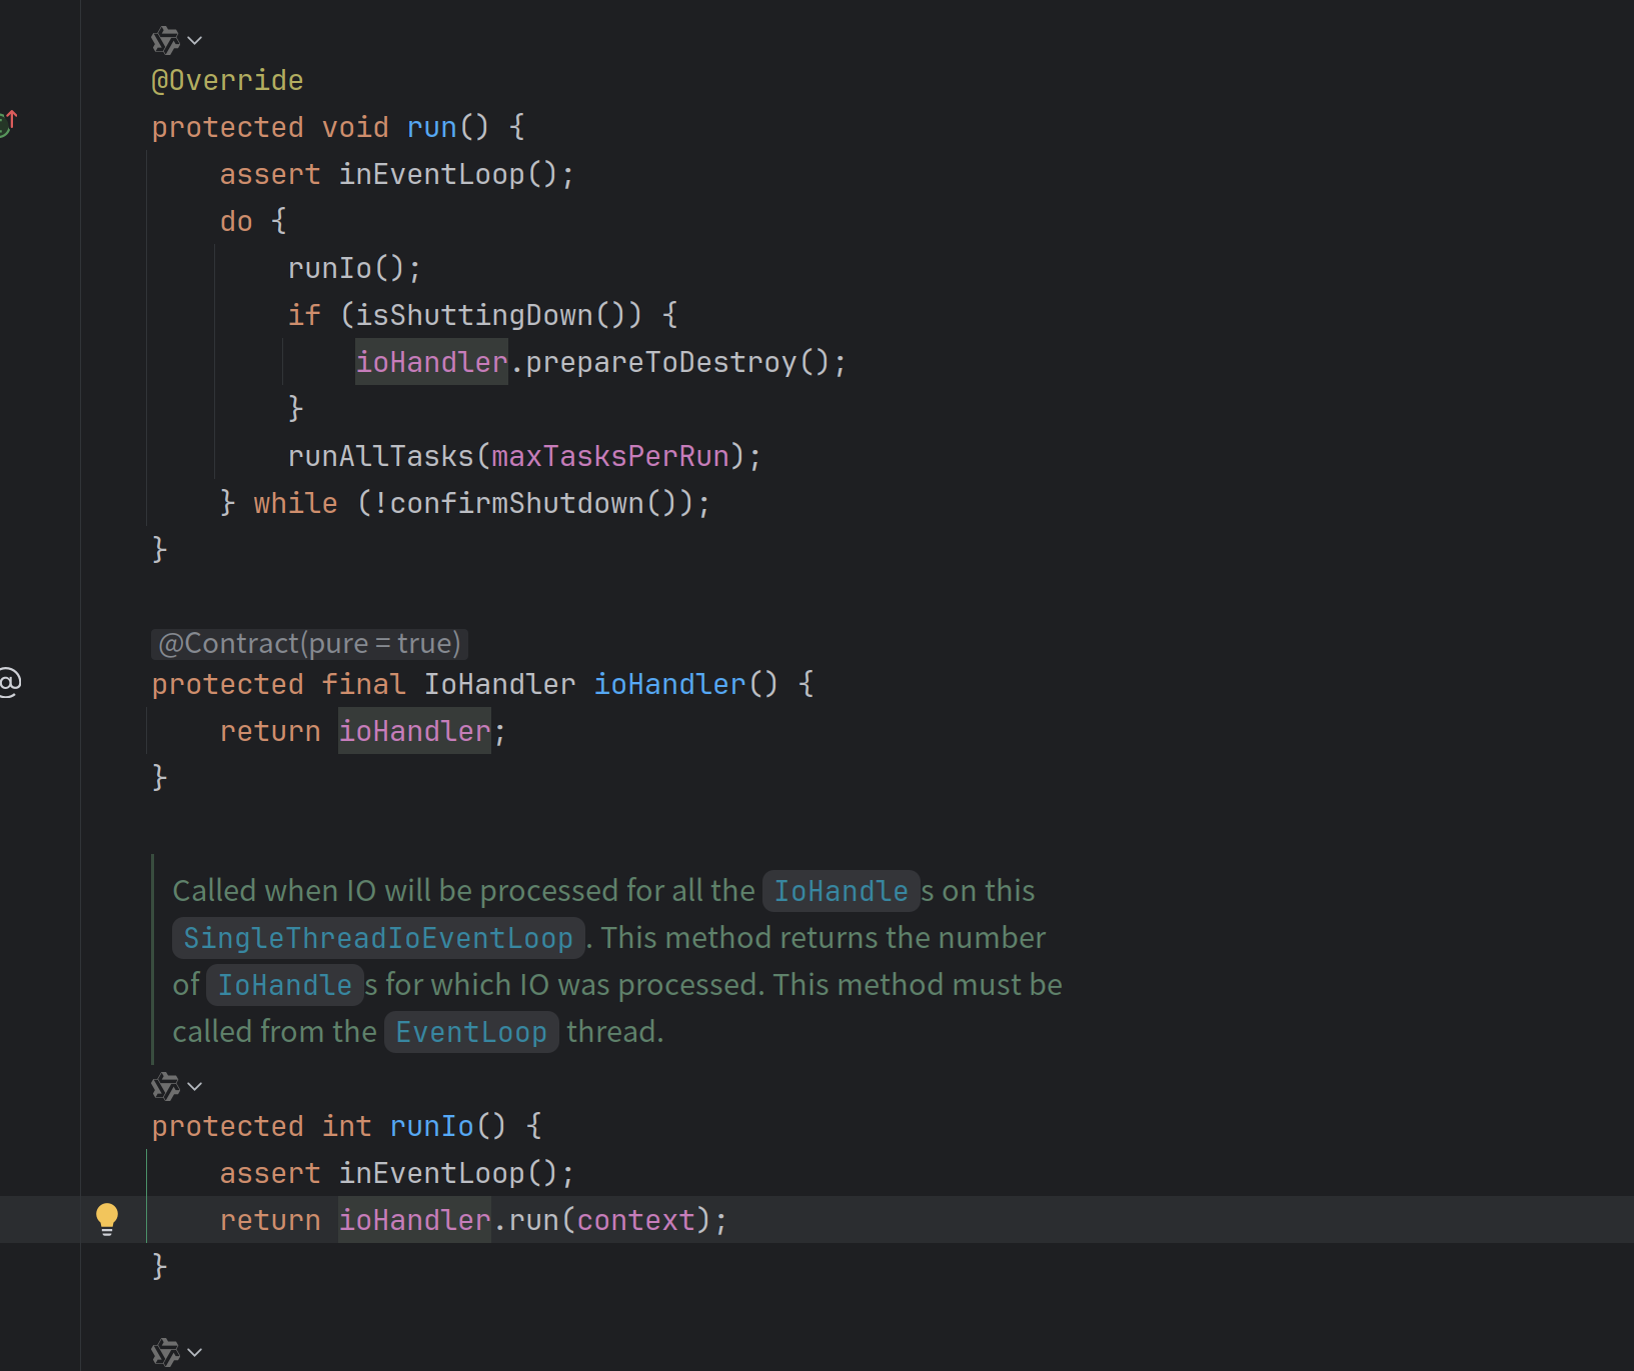 @Override
protected void run() {
assert inEventLoop();
do {
runIo();
if (isShuttingDown()) {
ioHandler.prepareToDestroy();
}
runAllTasks(maxTasksPerRun);
} while (!confirmShutdown());
}
@Contract(pure = true)
@
protected final IoHandler ioHandler() {
return ioHandler;
}
Called when IO will be processed for all the IoHandles on this
SingleThreadIoEventLoop. This method returns the number
of IoHandles for which IO was processed. This method must be
called from the EventLoop thread.
protected int runIo() {
assert inEventLoop();
return ioHandler.run(context);
}